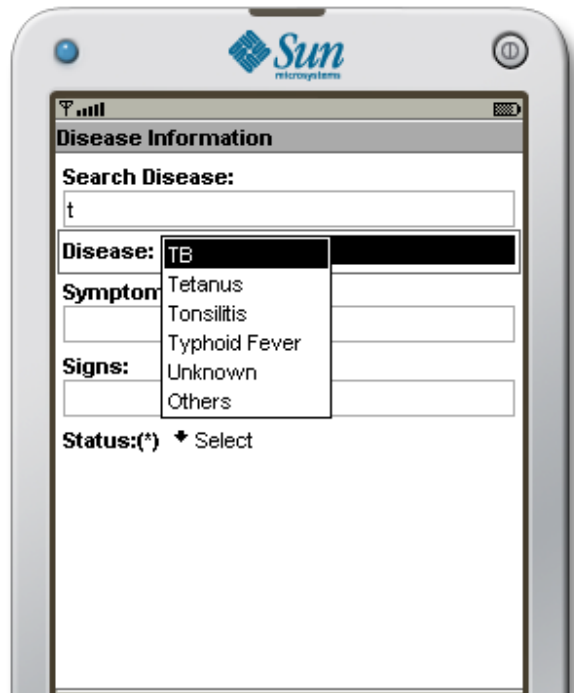 Sun
microsystems
Disease Information
Search Disease:
t
Disease: TB
Tetanus
Symptom
Tonsilitis
Typhoid Fever
Signs:
Unknown
Others
Status:(*) Select